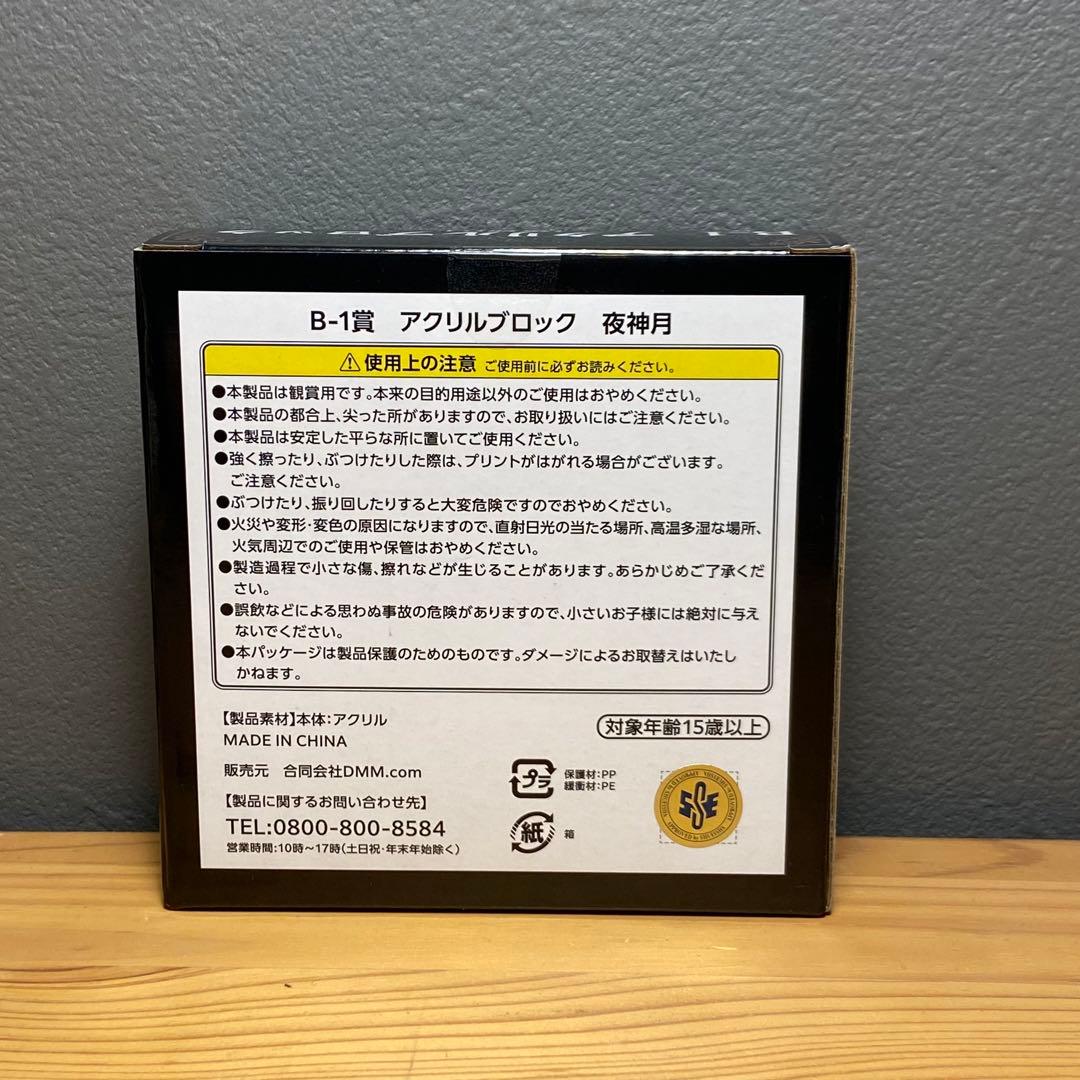 B-1賞　アクリルブロック　夜神月
⚠使用上の注意 ご使用前に必ずお読みください。
●本製品は観賞用です。本来の目的用途以外のご使用はおやめください。
●本製品の都合上、尖った所がありますので、お取り扱いにはご注意ください。
●本製品は安定した平らな所に置いてご使用ください。
●強く擦ったり、ぶつけたりした際は、プリントがはがれる場合がございます。
ご注意ください。
●ぶつけたり、振り回したりすると大変危険ですのでおやめください。
●火災や変形・変色の原因になりますので、直射日光の当たる場所、高温多湿な場所、
火気周辺でのご使用や保管はおやめください。
●製造過程で小さな傷、擦れなどが生じることがあります。あらかじめご了承くだ
さい。
●誤飲などによる思わぬ事故の危険がありますので、小さいお子様には絶対に与え
ないでください。
●本パッケージは製品保護のためのものです。ダメージによるお取替えはいたし
かねます。
【製品素材】本体：アクリル
MADE IN CHINA
対象年齢15歳以上
販売元　合同会社DMM.com
【製品に関するお問い合わせ先】
TEL:0800-800-8584
営業時間：10時～17時（土日祝・年末年始除く）
プラ
保護材：PP
緩衝材：PE
紙
箱
SSE